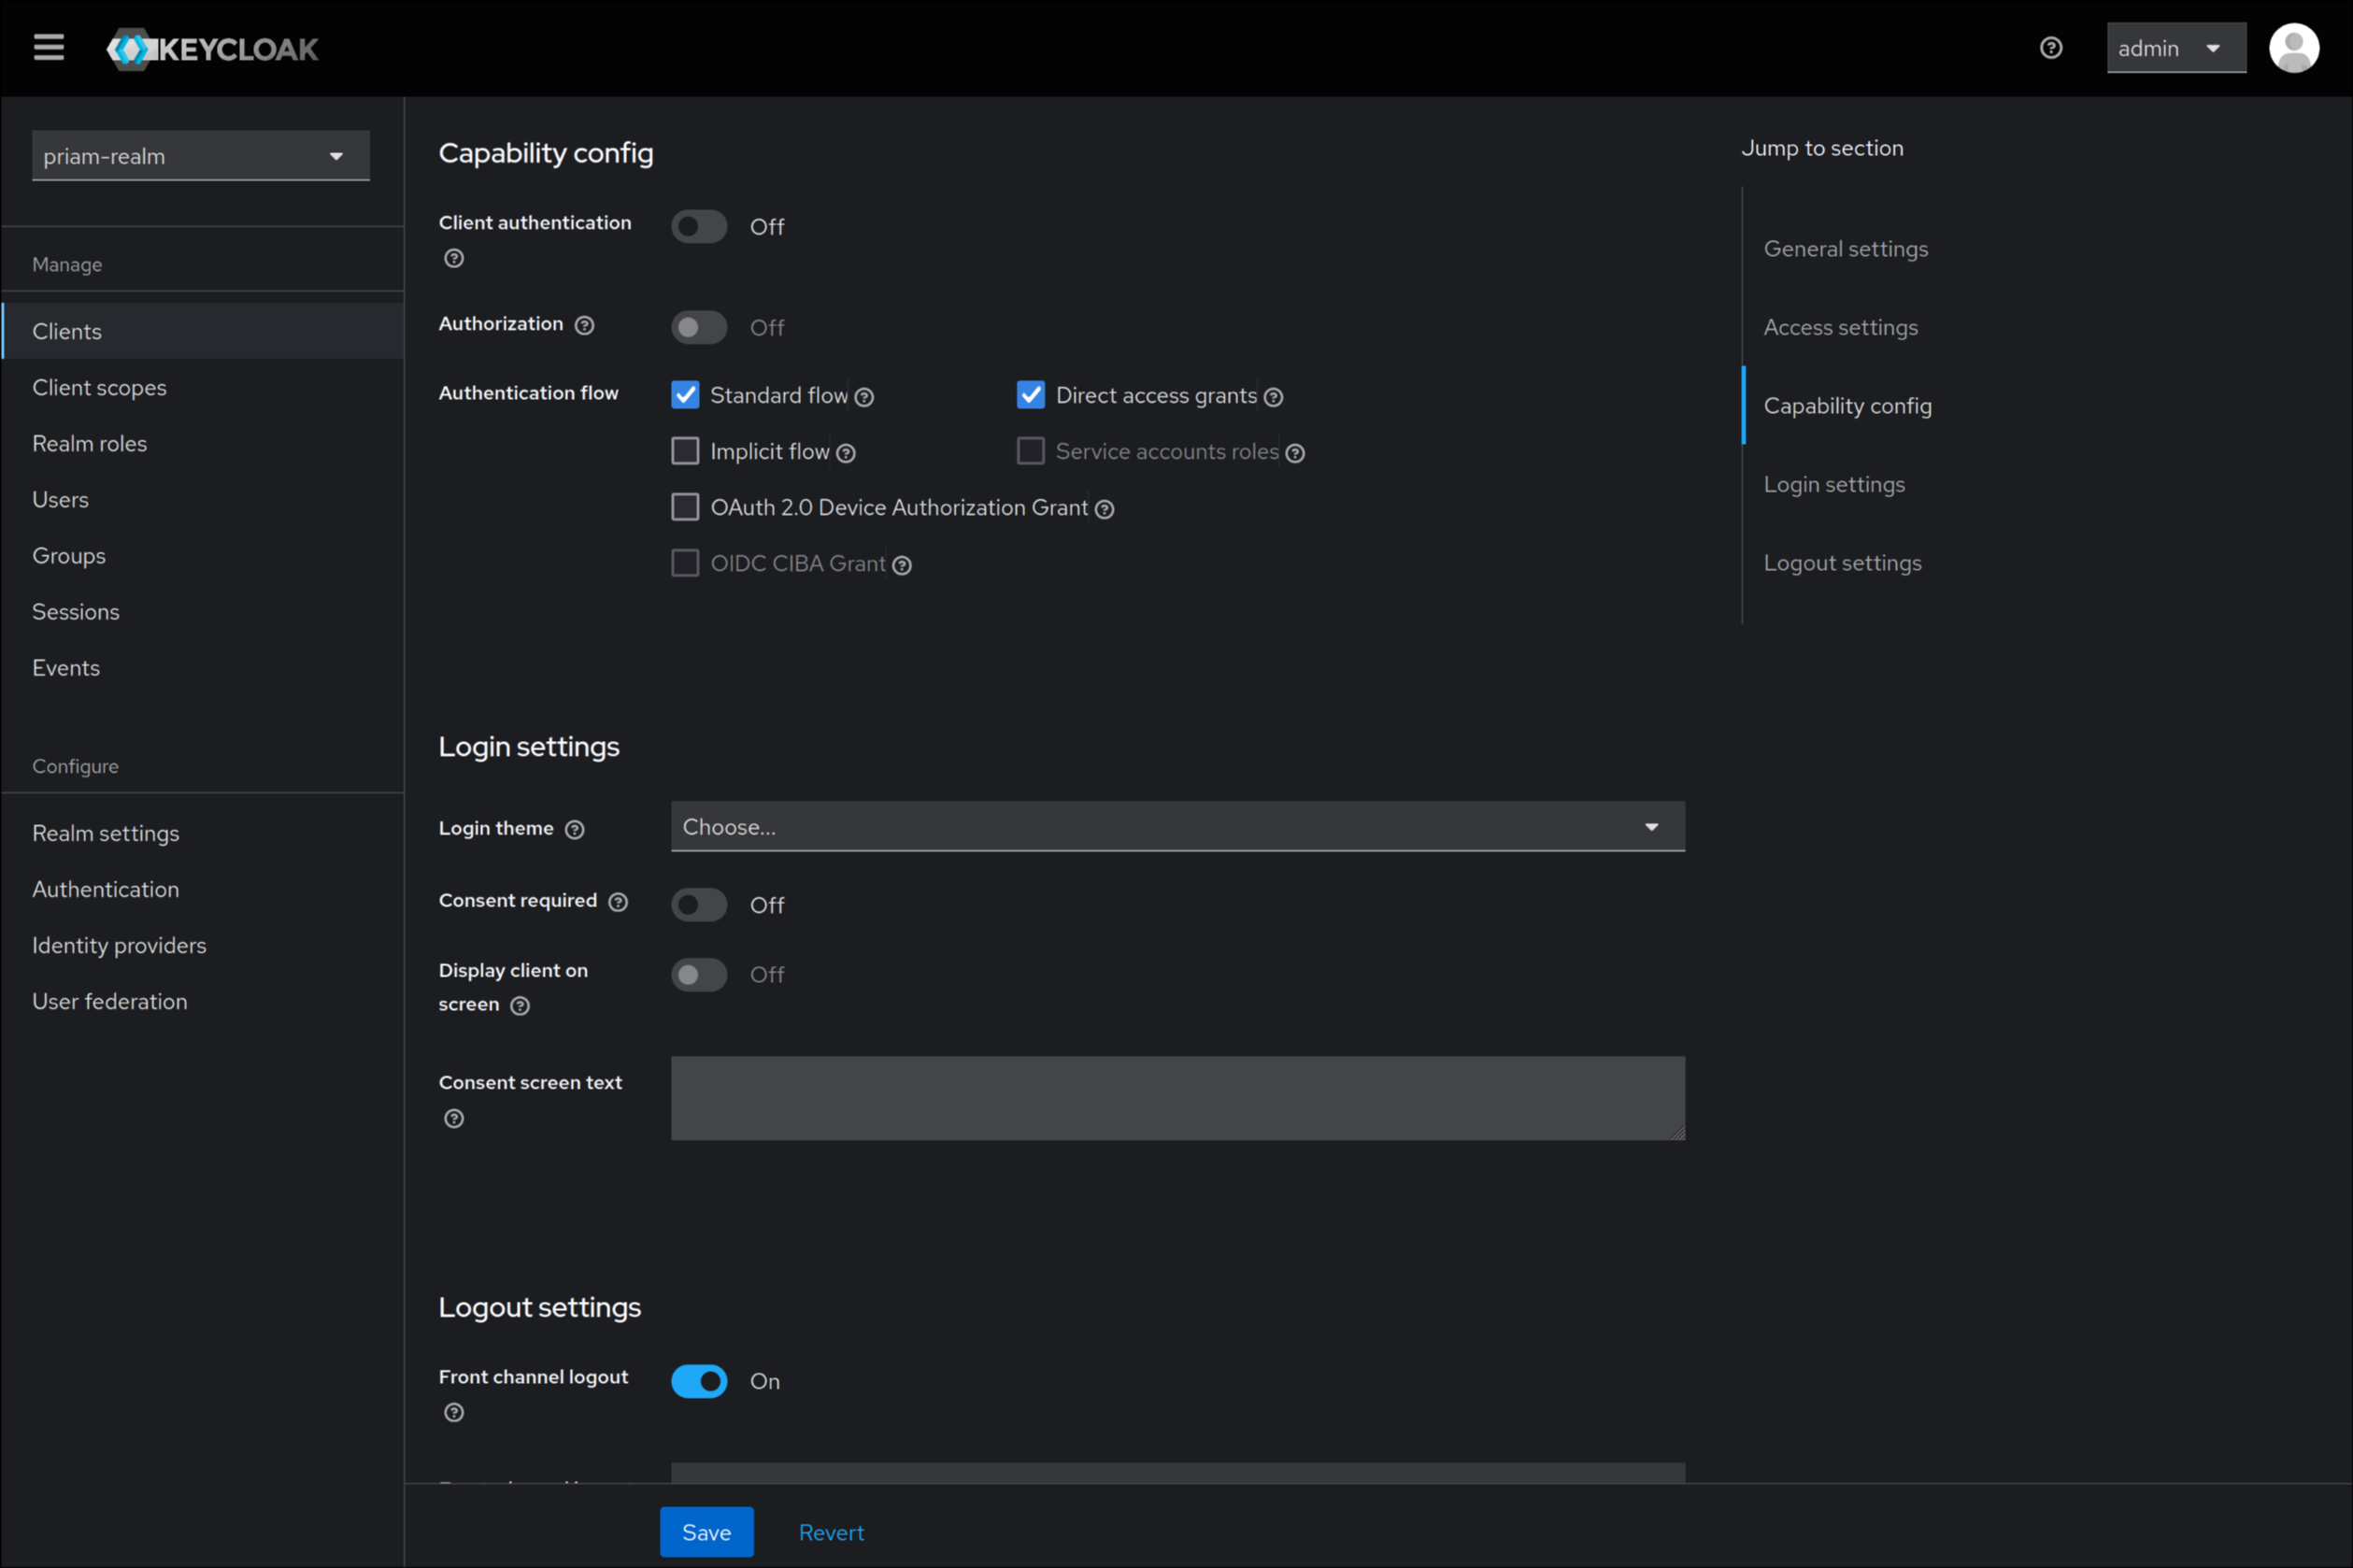 KEYCLOAK
admin
priam-realm
Manage
Clients
Client scopes
Realm roles
Users
Groups
Sessions
Events
Configure
Realm settings
Authentication
Identity providers
User federation
Capability config
Client authentication
Off
Authorization
Off
Authentication flow
Standard flow
Direct access grants
Implicit flow
Service accounts roles
OAuth 2.0 Device Authorization Grant
OIDC CIBA Grant
Login settings
Login theme
Choose...
Consent required
Off
Display client on
screen
Off
Consent screen text
Logout settings
Front channel logout
On
Save
Revert
Jump to section
General settings
Access settings
Capability config
Login settings
Logout settings